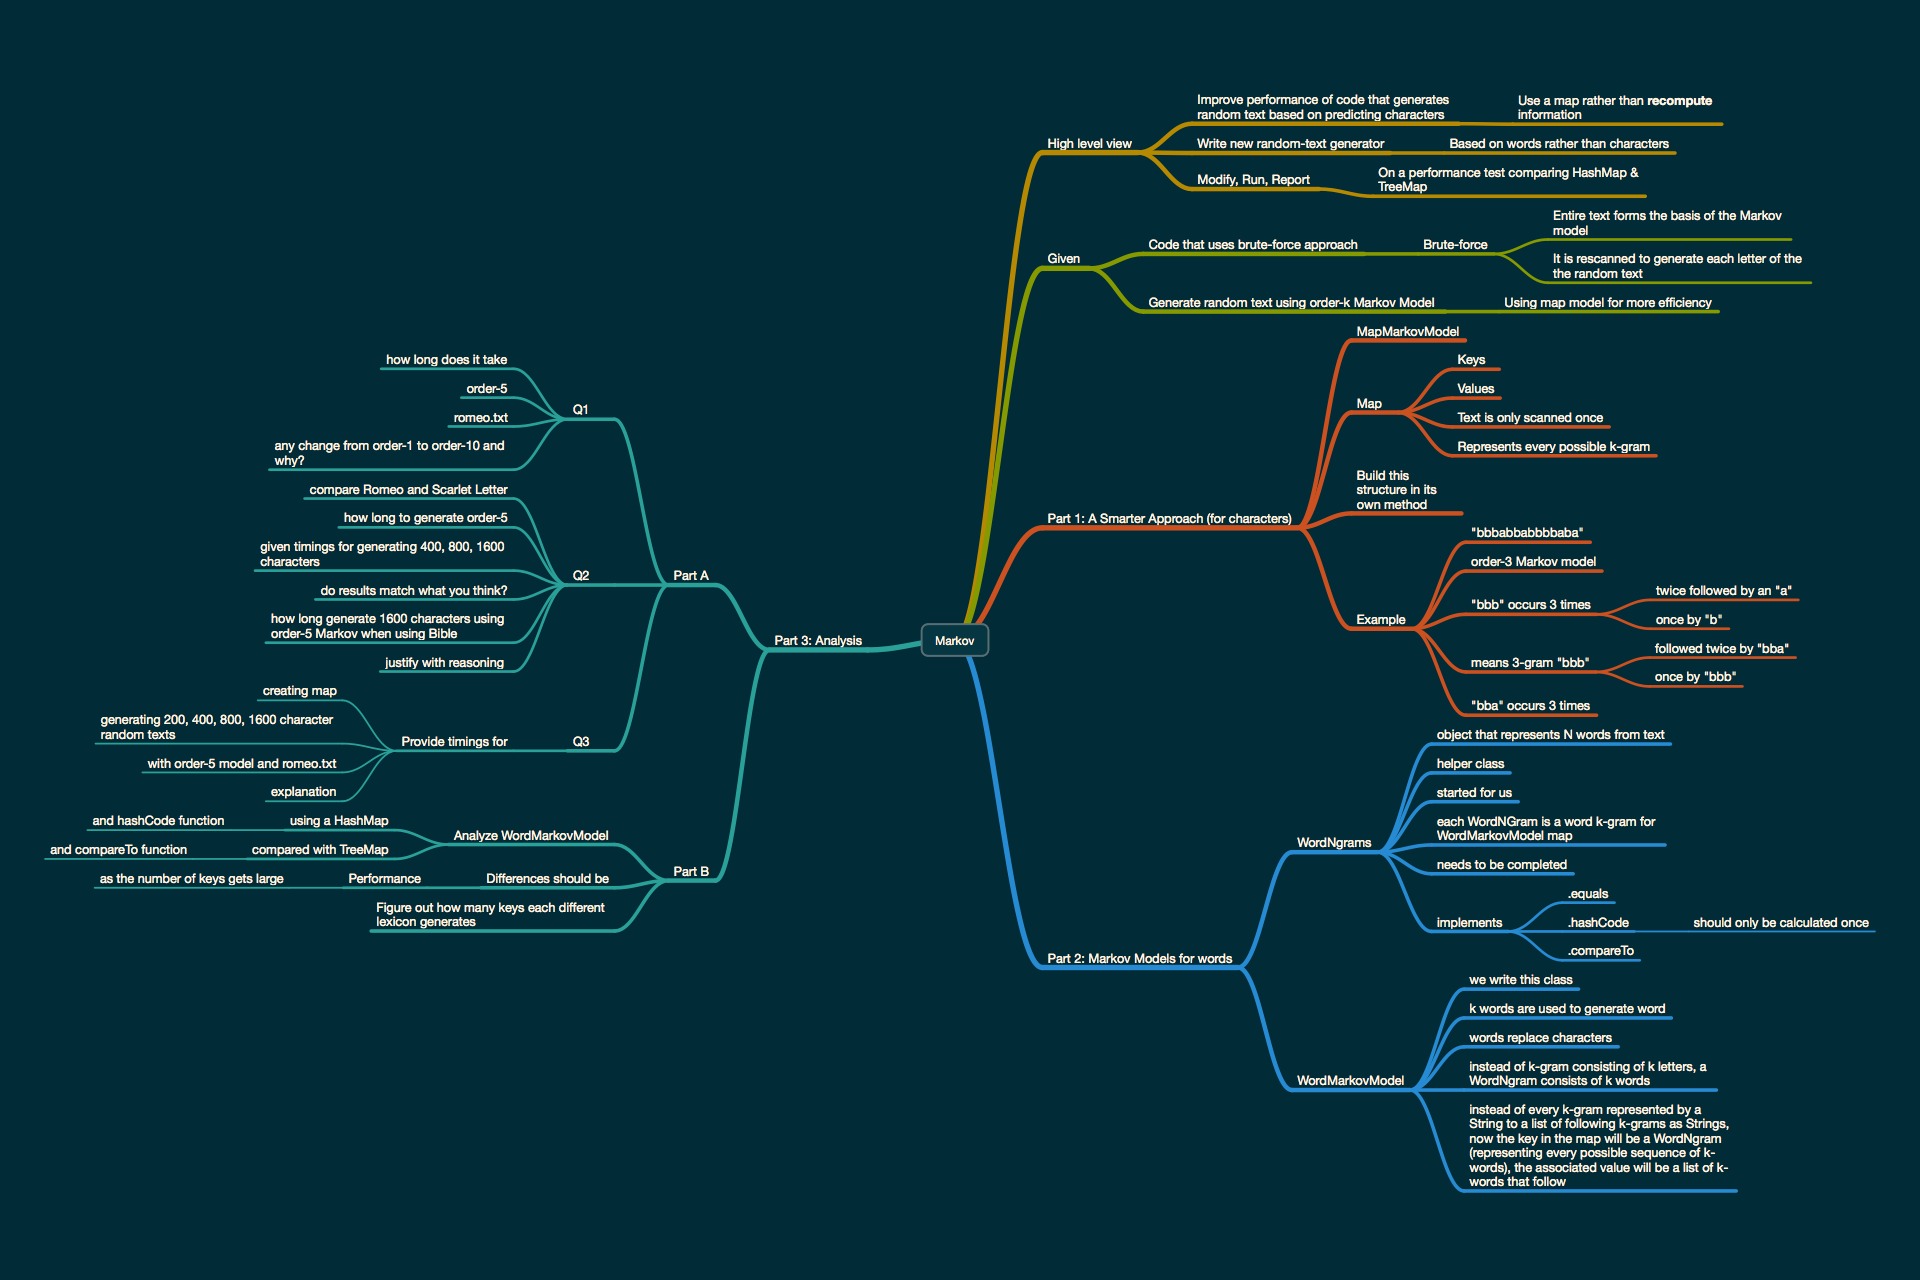 Markov
High level view
Improve performance of code that generates
random text based on predicting characters
Use a map rather than recompute
information
Write new random-text generator
Based on words rather than characters
Modify, Run, Report
On a performance test comparing HashMap &
TreeMap
Given
Code that uses brute-force approach
Brute-force
Entire text forms the basis of the Markov
model
It is rescanned to generate each letter of the
the random text
Generate random text using order-k Markov Model
Using map model for more efficiency
Part 1: A Smarter Approach (for characters)
MapMarkovModel
Map
Keys
Values
Text is only scanned once
Represents every possible k-gram
Build this
structure in its
own method
Example
"bbbabbabbbbaba"
order-3 Markov model
"bbb" occurs 3 times
twice followed by an "a"
once by "b"
means 3-gram "bbb"
followed twice by "bba"
once by "bbb"
"bba" occurs 3 times
Part 2: Markov Models for words
WordNgrams
object that represents N words from text
helper class
started for us
each WordNGram is a word k-gram for
WordMarkovModel map
needs to be completed
implements
.equals
.hashCode
should only be calculated once
.compareTo
WordMarkovModel
we write this class
k words are used to generate word
words replace characters
instead of k-gram consisting of k letters, a
WordNgram consists of k words
instead of every k-gram represented by a
String to a list of following k-grams as Strings,
now the key in the map will be a WordNgram
(representing every possible sequence of k-
words), the associated value will be a list of k-
words that follow
Part 3: Analysis
Part A
Q1
how long does it take
order-5
romeo.txt
any change from order-1 to order-10 and
why?
Q2
compare Romeo and Scarlet Letter
how long to generate order-5
given timings for generating 400, 800, 1600
characters
do results match what you think?
how long generate 1600 characters using
order-5 Markov when using Bible
justify with reasoning
Q3
Provide timings for
creating map
generating 200, 400, 800, 1600 character
random texts
with order-5 model and romeo.txt
explanation
Part B
Analyze WordMarkovModel
using a HashMap
and hashCode function
compared with TreeMap
and compareTo function
Differences should be
Performance
as the number of keys gets large
Figure out how many keys each different
lexicon generates